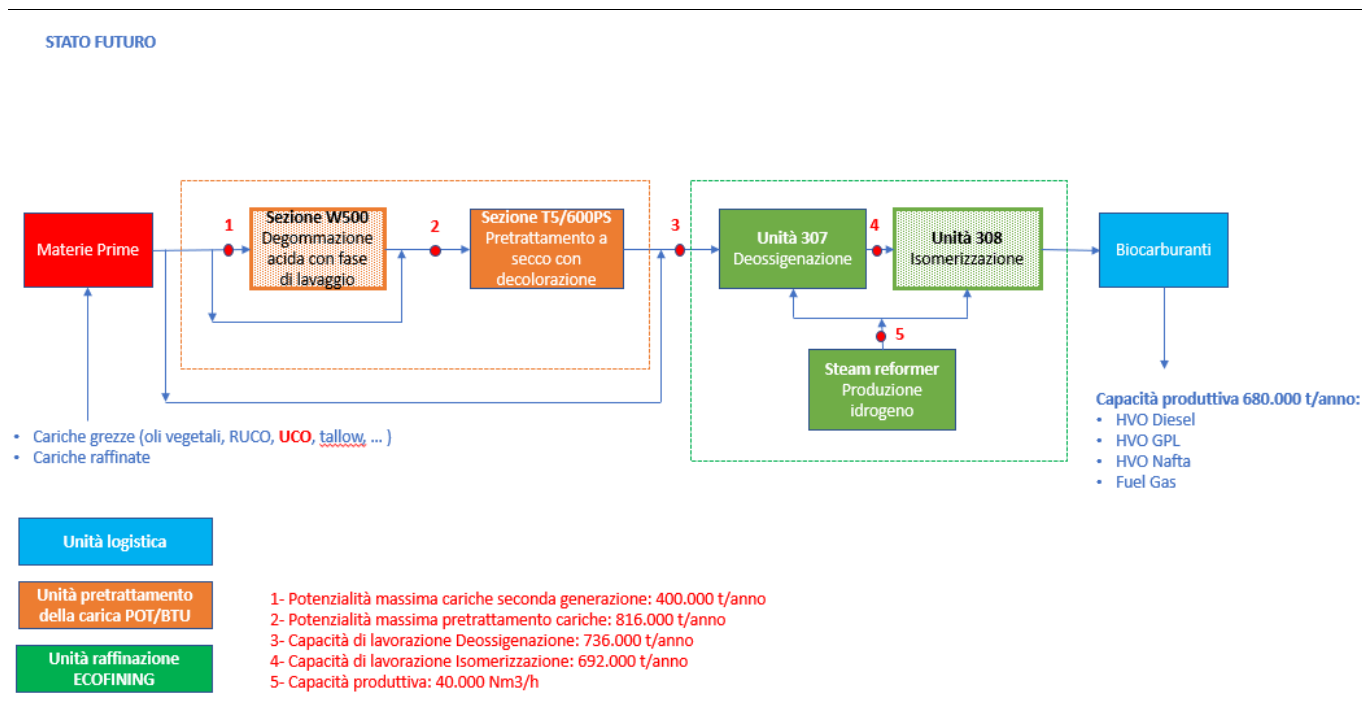 STATO FUTURO
Materie Prime
1
Sezione W500
Degommazione
acida con fase
di lavaggio
2
Sezione T5/600PS
Pretrattamento a
secco con
decolorazione
3
Unità 307
Deossigenazione
4
Unità 308
Isomerizzazione
Biocarburanti
5
Steam reformer
Produzione
idrogeno
• Cariche grezze (oli vegetali, RUCO, UCO, tallow, ... )
• Cariche raffinate
Capacità produttiva 680.000 t/anno:
• HVO Diesel
• HVO GPL
• HVO Nafta
• Fuel Gas
Unità logistica
Unità pretrattamento
della carica POT/BTU
Unità raffinazione
ECOFINING
1- Potenzialità massima cariche seconda generazione: 400.000 t/anno
2- Potenzialità massima pretrattamento cariche: 816.000 t/anno
3- Capacità di lavorazione Deossigenazione: 736.000 t/anno
4- Capacità di lavorazione Isomerizzazione: 692.000 t/anno
5- Capacità produttiva: 40.000 Nm3/h